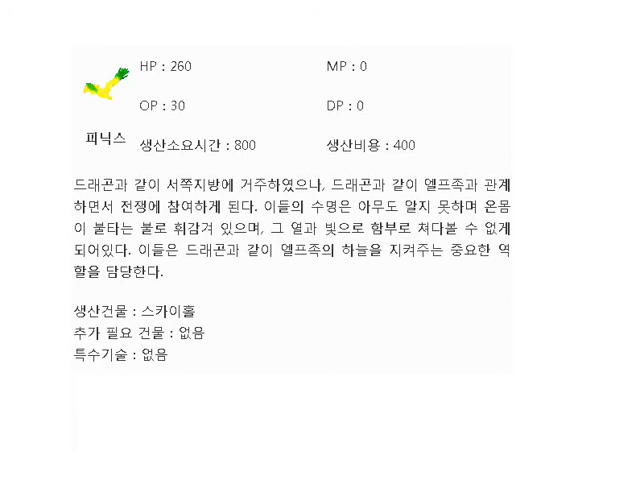 HP : 260 MP : 0
OP : 30 DP : 0
피닉스 생산소요시간 : 800 생산비용 : 400
드래곤과 같이 서쪽지방에 거주하였으나, 드래곤과 같이 엘프족과 관계
하면서 전쟁에 참여하게 된다. 이들의 수명은 아무도 알지 못하며 온몸
이 불타는 불로 휘감겨 있으며, 그 열과 빛으로 함부로 쳐다볼 수 없게
되어있다. 이들은 드래곤과 같이 엘프족의 하늘을 지켜주는 중요한 역
할을 담당한다.
생산건물 : 스카이홀
추가 필요 건물 : 없음
특수기술 : 없음